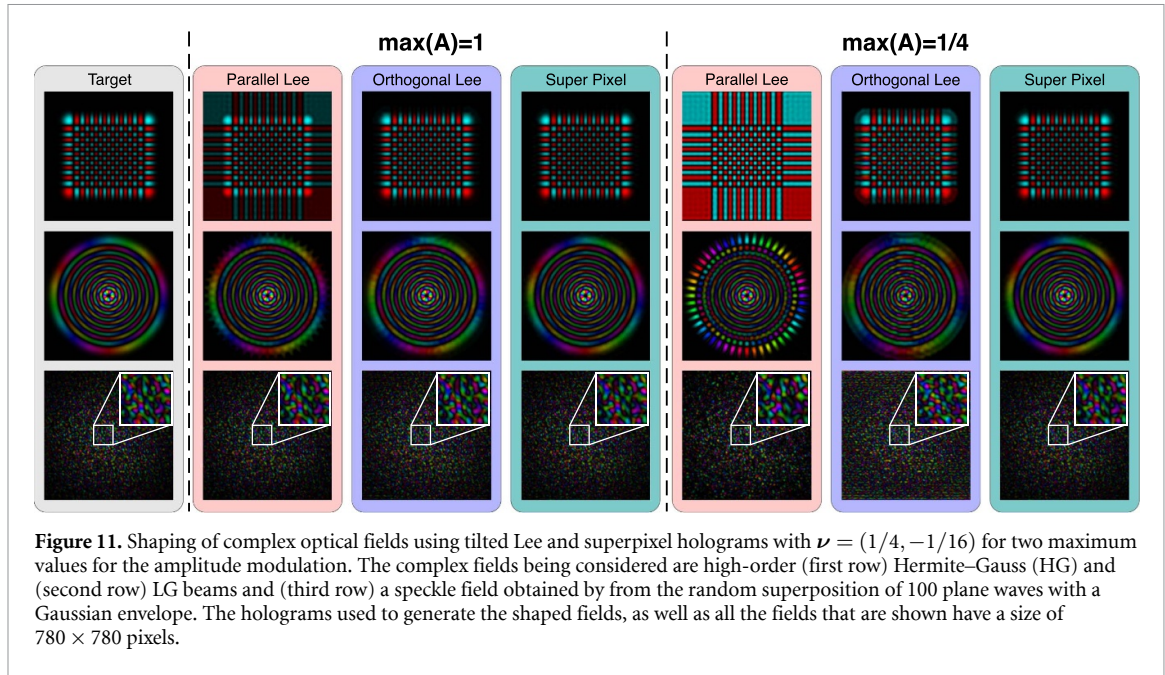 max(A)=1
max(A)=1/4
Target
Parallel Lee
Orthogonal Lee
Super Pixel
Parallel Lee
Orthogonal Lee
Super Pixel
Figure 11. Shaping of complex optical fields using tilted Lee and superpixel holograms with ν = (1/4, −1/16) for two maximum
values for the amplitude modulation. The complex fields being considered are high-order (first row) Hermite–Gauss (HG) and
(second row) LG beams and (third row) a speckle field obtained by from the random superposition of 100 plane waves with a
Gaussian envelope. The holograms used to generate the shaped fields, as well as all the fields that are shown have a size of
780 × 780 pixels.